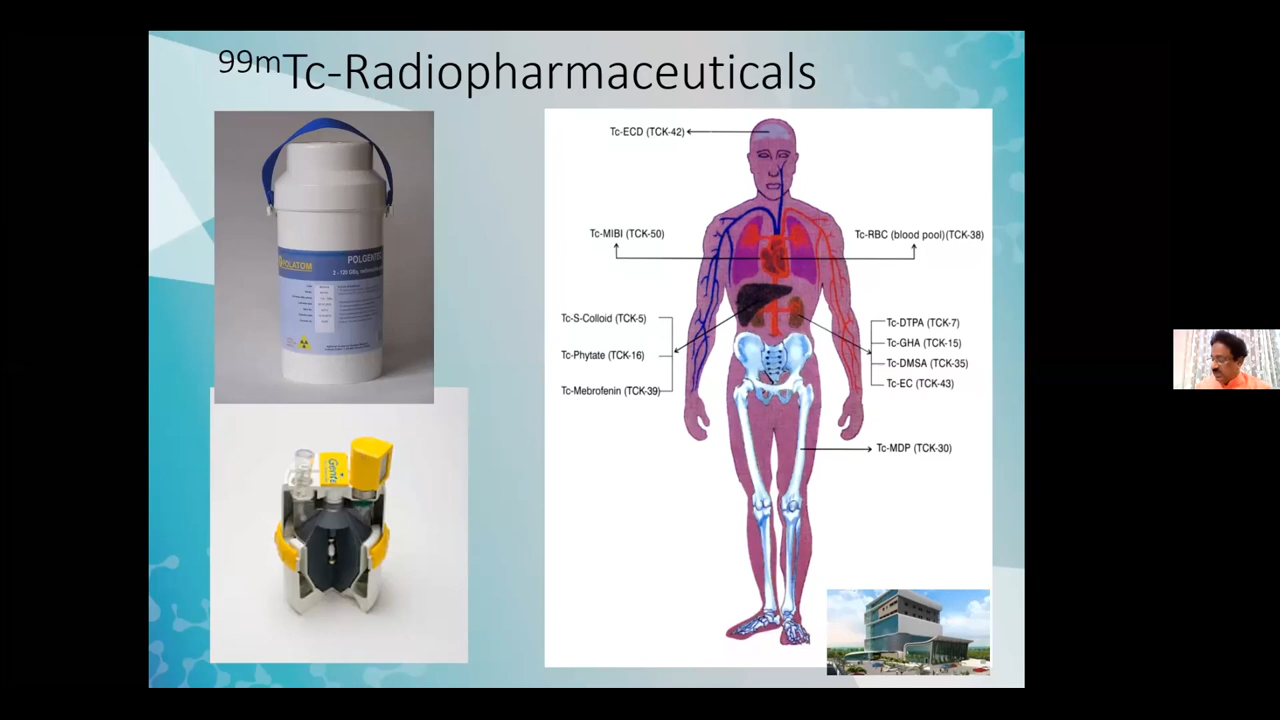 99mTc-Radiopharmaceuticals
POLATOM
POLGENTEC
Tc-ECD (TCK-42)
Tc-MIBI (TCK-50)
Tc-RBC (blood pool)(TCK-38)
Tc-S-Colloid (TCK-5)
Tc-Phytate (TCK-16)
Tc-Mebrofenin (TCK-39)
Tc-DTPA (TCK-7)
Tc-GHA (TCK-15)
Tc-DMSA (TCK-35)
Tc-EC (TCK-43)
Tc-MDP (TCK-30)